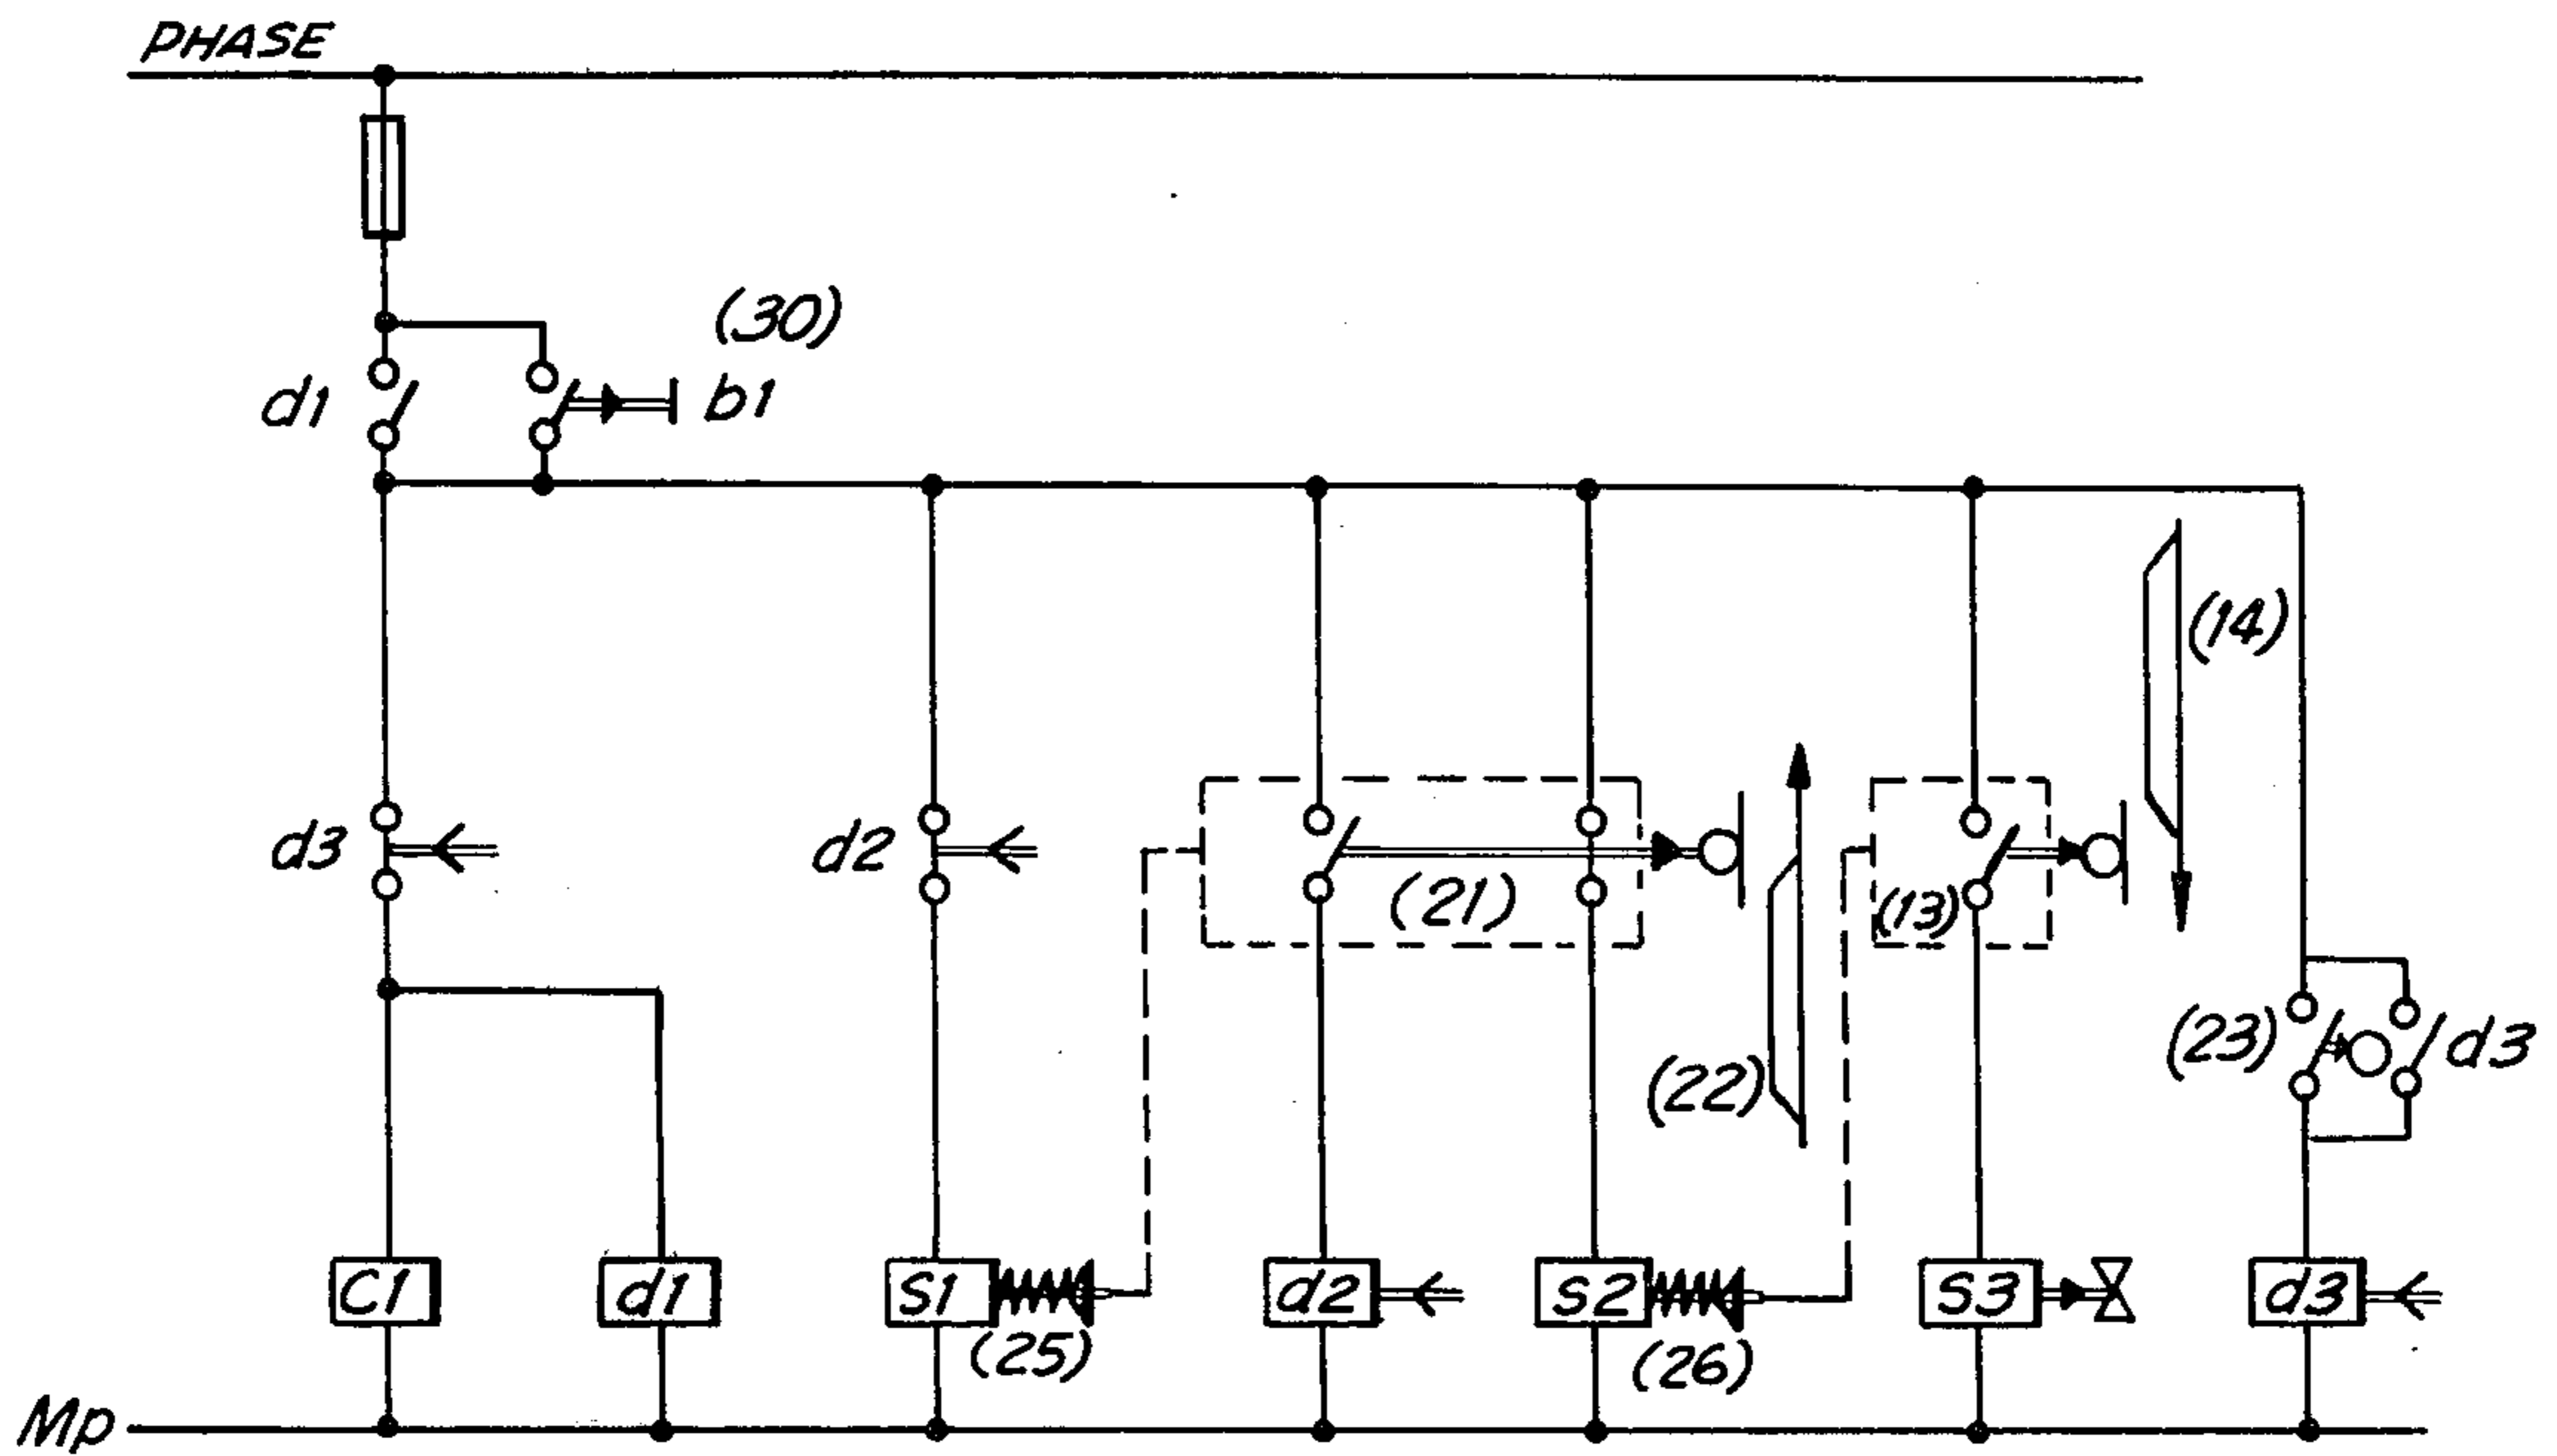 PHASE
(30)
d1
b1
(14)
d3
d2
(21)
(13)
(22)
(23)
d3
C1
d1
S1
d2
S2
S3
d3
(25)
(26)
Mp